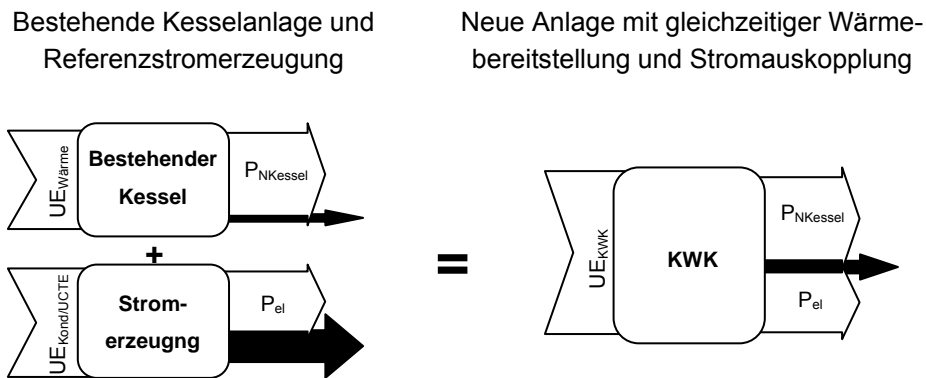 Bestehende Kesselanlage und
Referenzstromerzeugung
Neue Anlage mit gleichzeitiger Wärme-
bereitstellung und Stromauskopplung
UEWärme
Bestehender
Kessel
PNKessel
+
UEKond/UCTE
Strom-
erzeugng
Pel
=
UEKWK
KWK
PNKessel
Pel